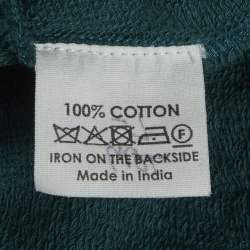 100% COTTON
F
IRON ON THE BACKSIDE
Made in India